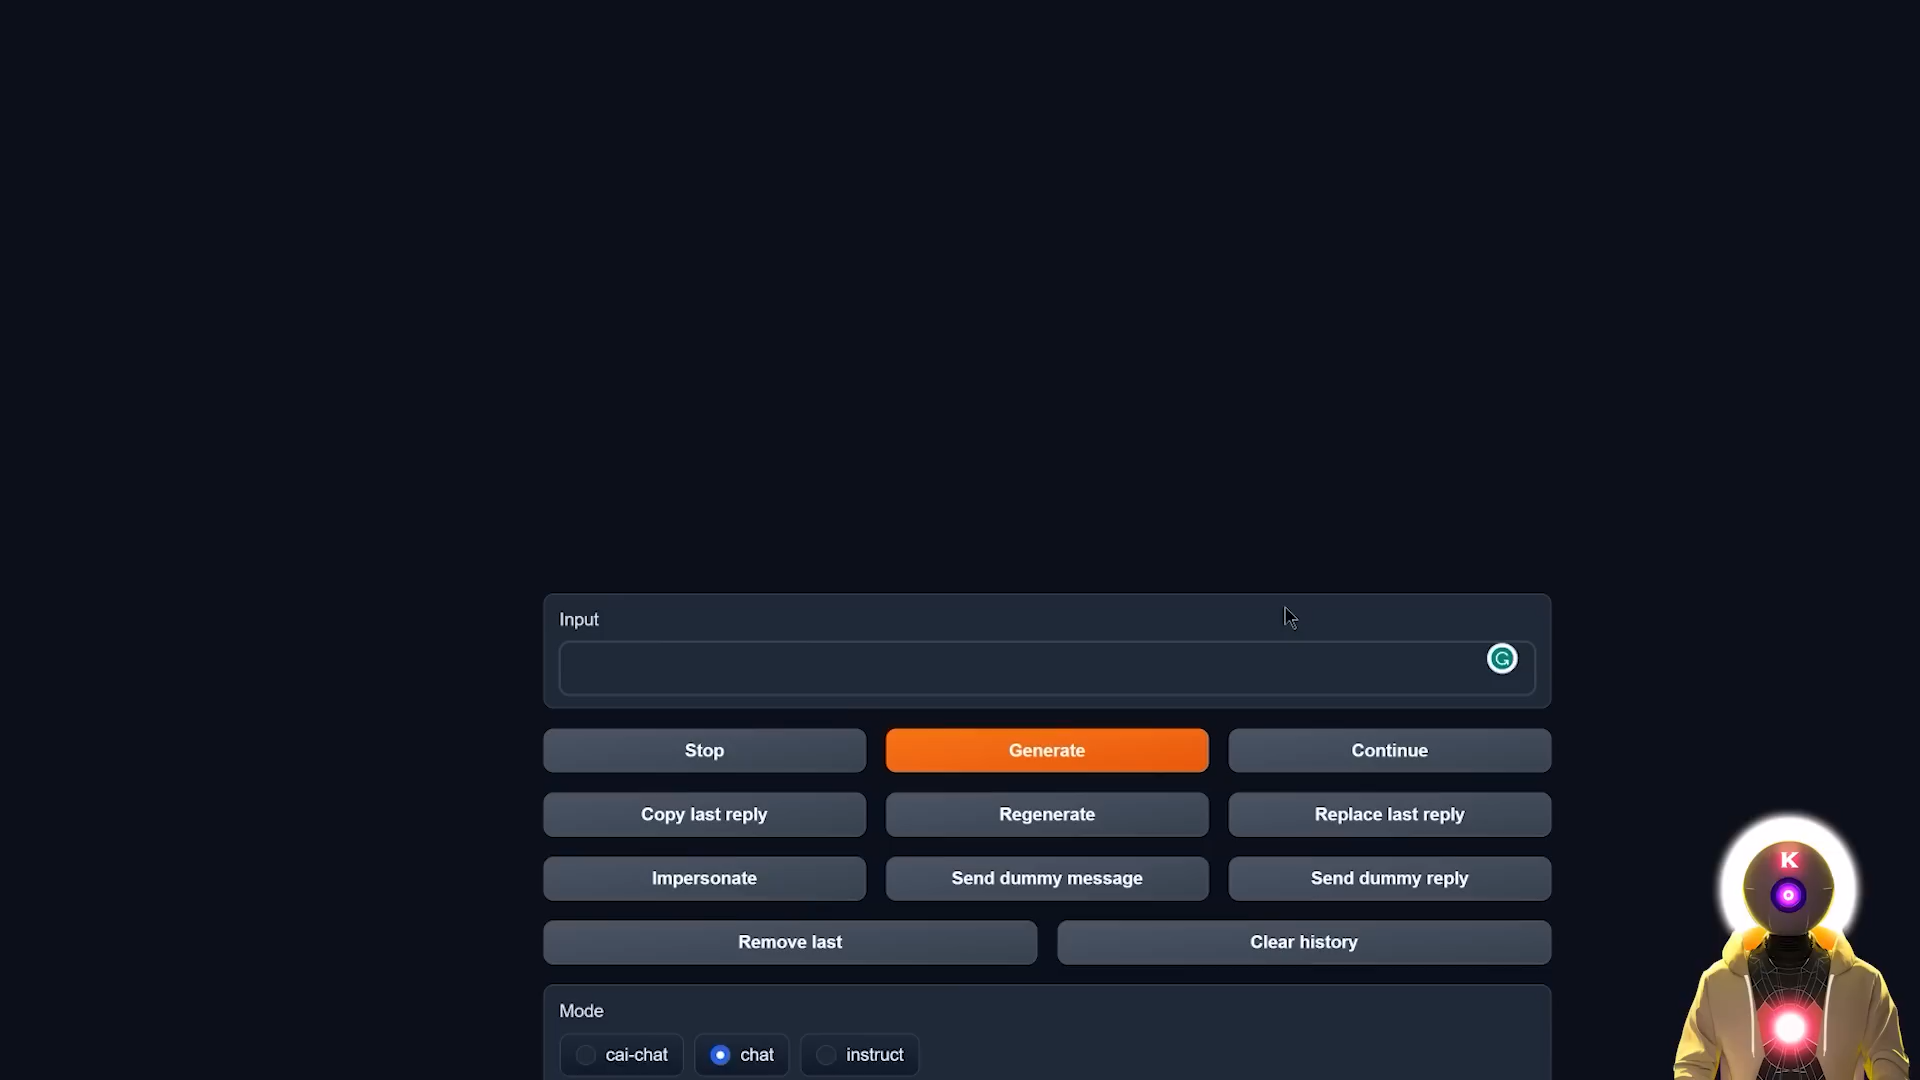 Input
Stop
Generate
Continue
Copy last reply
Regenerate
Replace last reply
Impersonate
Send dummy message
Send dummy reply
Remove last
Clear history
Mode
cai-chat
chat
instruct
K